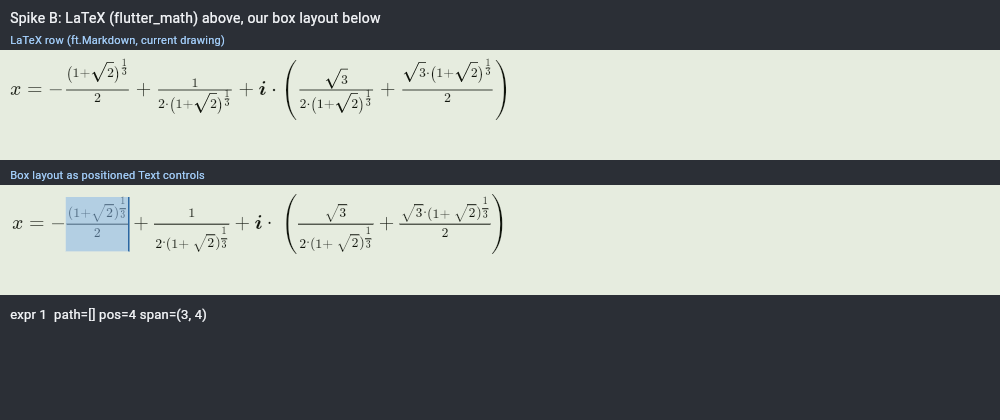 Spike B: LaTeX (flutter_math) above, our box layout below
LaTeX row (ft.Markdown, current drawing)
x = −(1+√2)^(1/3)/2 + 1/(2·(1+√2)^(1/3)) + i · (√3/(2·(1+√2)^(1/3)) + √3·(1+√2)^(1/3)/2)
Box layout as positioned Text controls
x = −(1+√2)^(1/3)/2 + 1/(2·(1+√2)^(1/3)) + i · (√3/(2·(1+√2)^(1/3)) + √3·(1+√2)^(1/3)/2)
expr 1 path=[] pos=4 span=(3, 4)